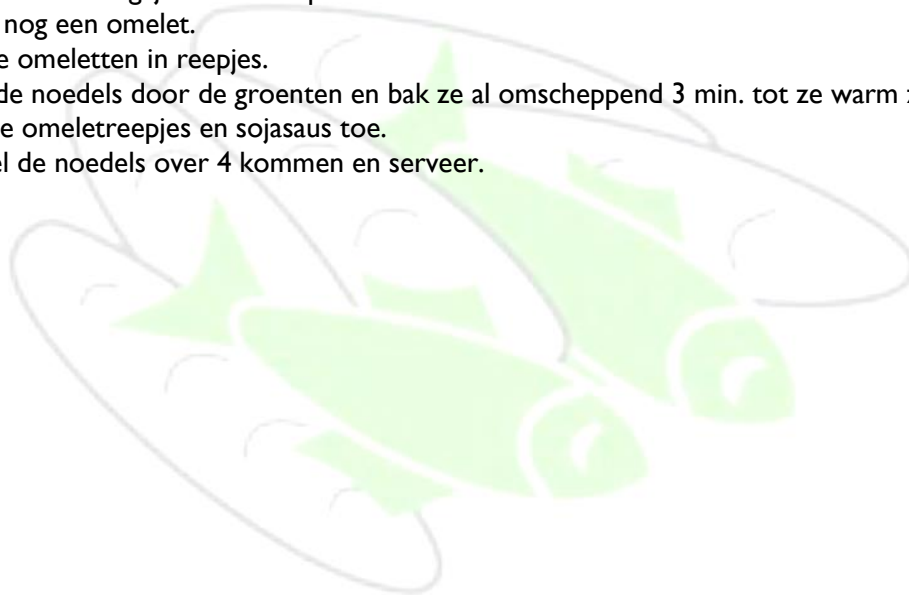 nog een omelet.
e omeletten in reepjes.
de noedels door de groenten en bak ze al omscheppend 3 min. tot ze warm
e omeletreepjes en sojasaus toe.
el de noedels over 4 kommen en serveer.